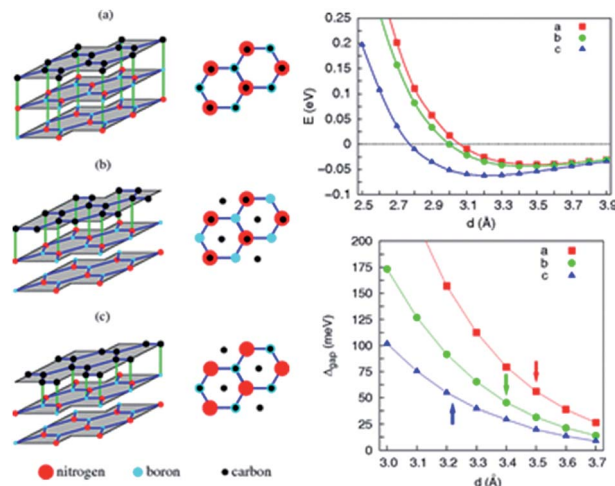 (a)
(b)
(c)
nitrogen boron carbon
0.25
0.2
0.15
0.1
0.05
0
−0.05
−0.1
E (eV)
a
b
c
2.5 2.7 2.9 3.1 3.3 3.5 3.7 3.9
d (Å)
200
175
150
125
100
75
50
25
0
Δgap (meV)
a
b
c
3.0 3.1 3.2 3.3 3.4 3.5 3.6 3.7
d (Å)